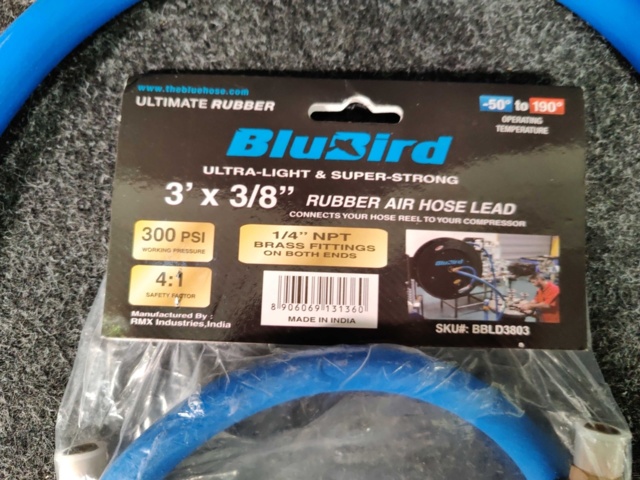 www.thebluehose.com
ULTIMATE RUBBER
-50° to 190°
OPERATING
TEMPERATURE
BluBird
ULTRA-LIGHT & SUPER-STRONG
3' x 3/8" RUBBER AIR HOSE LEAD
CONNECTS YOUR HOSE REEL TO YOUR COMPRESSOR
300 PSI
WORKING PRESSURE
1/4" NPT
BRASS FITTINGS
ON BOTH ENDS
4:1
SAFETY FACTOR
BluBird
Manufactured By :
RMX Industries,India
8 906069 131360
MADE IN INDIA
SKU#: BBLD3803